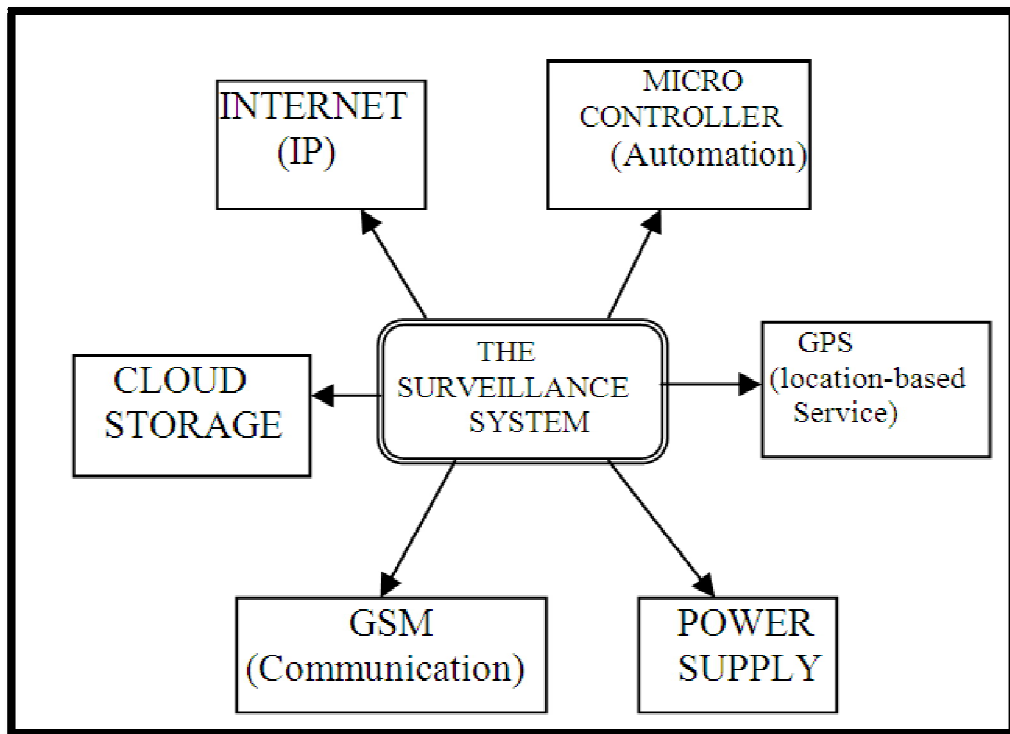 INTERNET
(IP)
MICRO
CONTROLLER
(Automation)
CLOUD
STORAGE
THE
SURVEILLANCE
SYSTEM
GPS
(location-based
Service)
GSM
(Communication)
POWER
SUPPLY